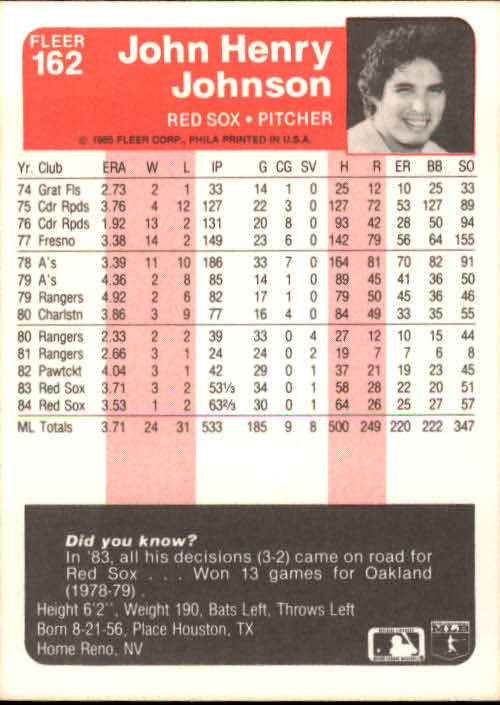 FLEER
162
John Henry
Johnson
RED SOX • PITCHER
© 1985 FLEER CORP., PHILA PRINTED IN U.S.A.
Yr. Club ERA W L IP G CG SV H R ER BB SO
74 Grat Fls 2.73 2 1 33 14 1 0 25 12 10 25 33
75 Cdr Rpds 3.76 4 12 127 22 3 0 127 72 53 127 89
76 Cdr Rpds 1.92 13 2 131 20 8 0 93 42 28 50 94
77 Fresno 3.38 14 2 149 23 6 0 142 79 56 64 155
78 A's 3.39 11 10 186 33 7 0 164 81 70 82 91
79 A's 4.36 2 8 85 14 1 0 89 45 41 36 50
79 Rangers 4.92 2 6 82 17 1 0 79 50 45 36 46
80 Charlstn 3.86 3 9 77 16 4 0 84 49 33 35 55
80 Rangers 2.33 2 2 39 33 0 4 27 12 10 15 44
81 Rangers 2.66 3 1 24 24 0 2 19 7 7 6 8
82 Pawtckt 4.04 3 1 42 29 0 1 37 21 19 23 45
83 Red Sox 3.71 3 2 53⅓ 34 0 1 58 28 22 20 51
84 Red Sox 3.53 1 2 63⅔ 30 0 1 64 26 25 27 57
ML Totals 3.71 24 31 533 185 9 8 500 249 220 222 347
Did you know?
In '83, all his decisions (3-2) came on road for
Red Sox . . . Won 13 games for Oakland
(1978-79).
Height 6'2'', Weight 190, Bats Left, Throws Left
Born 8-21-56, Place Houston, TX
Home Reno, NV